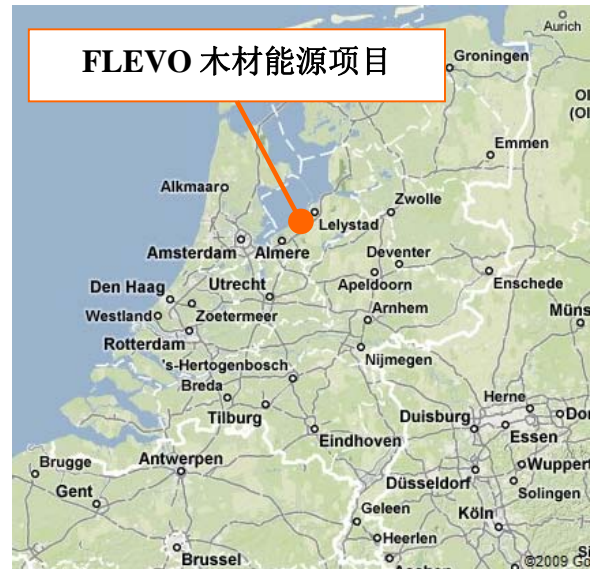 FLEVO 木材能源项目
Aurich
Groningen
Emmen
Alkmaar
Zwolle
Lelystad
Amsterdam
Almere
Deventer
Den Haag
Utrecht
Apeldoorn
Enschede
Westland
Zoetermeer
Arnhem
Müns
Rotterdam
Nijmegen
's-Hertogenbosch
Breda
Tilburg
Herne
Duisburg
Dor
Essen
Eindhoven
Brugge
Antwerpen
Wuppert
Düsseldorf
Solingen
Gent
Geleen
Köln
Heerlen
Brussel
©2009 Go